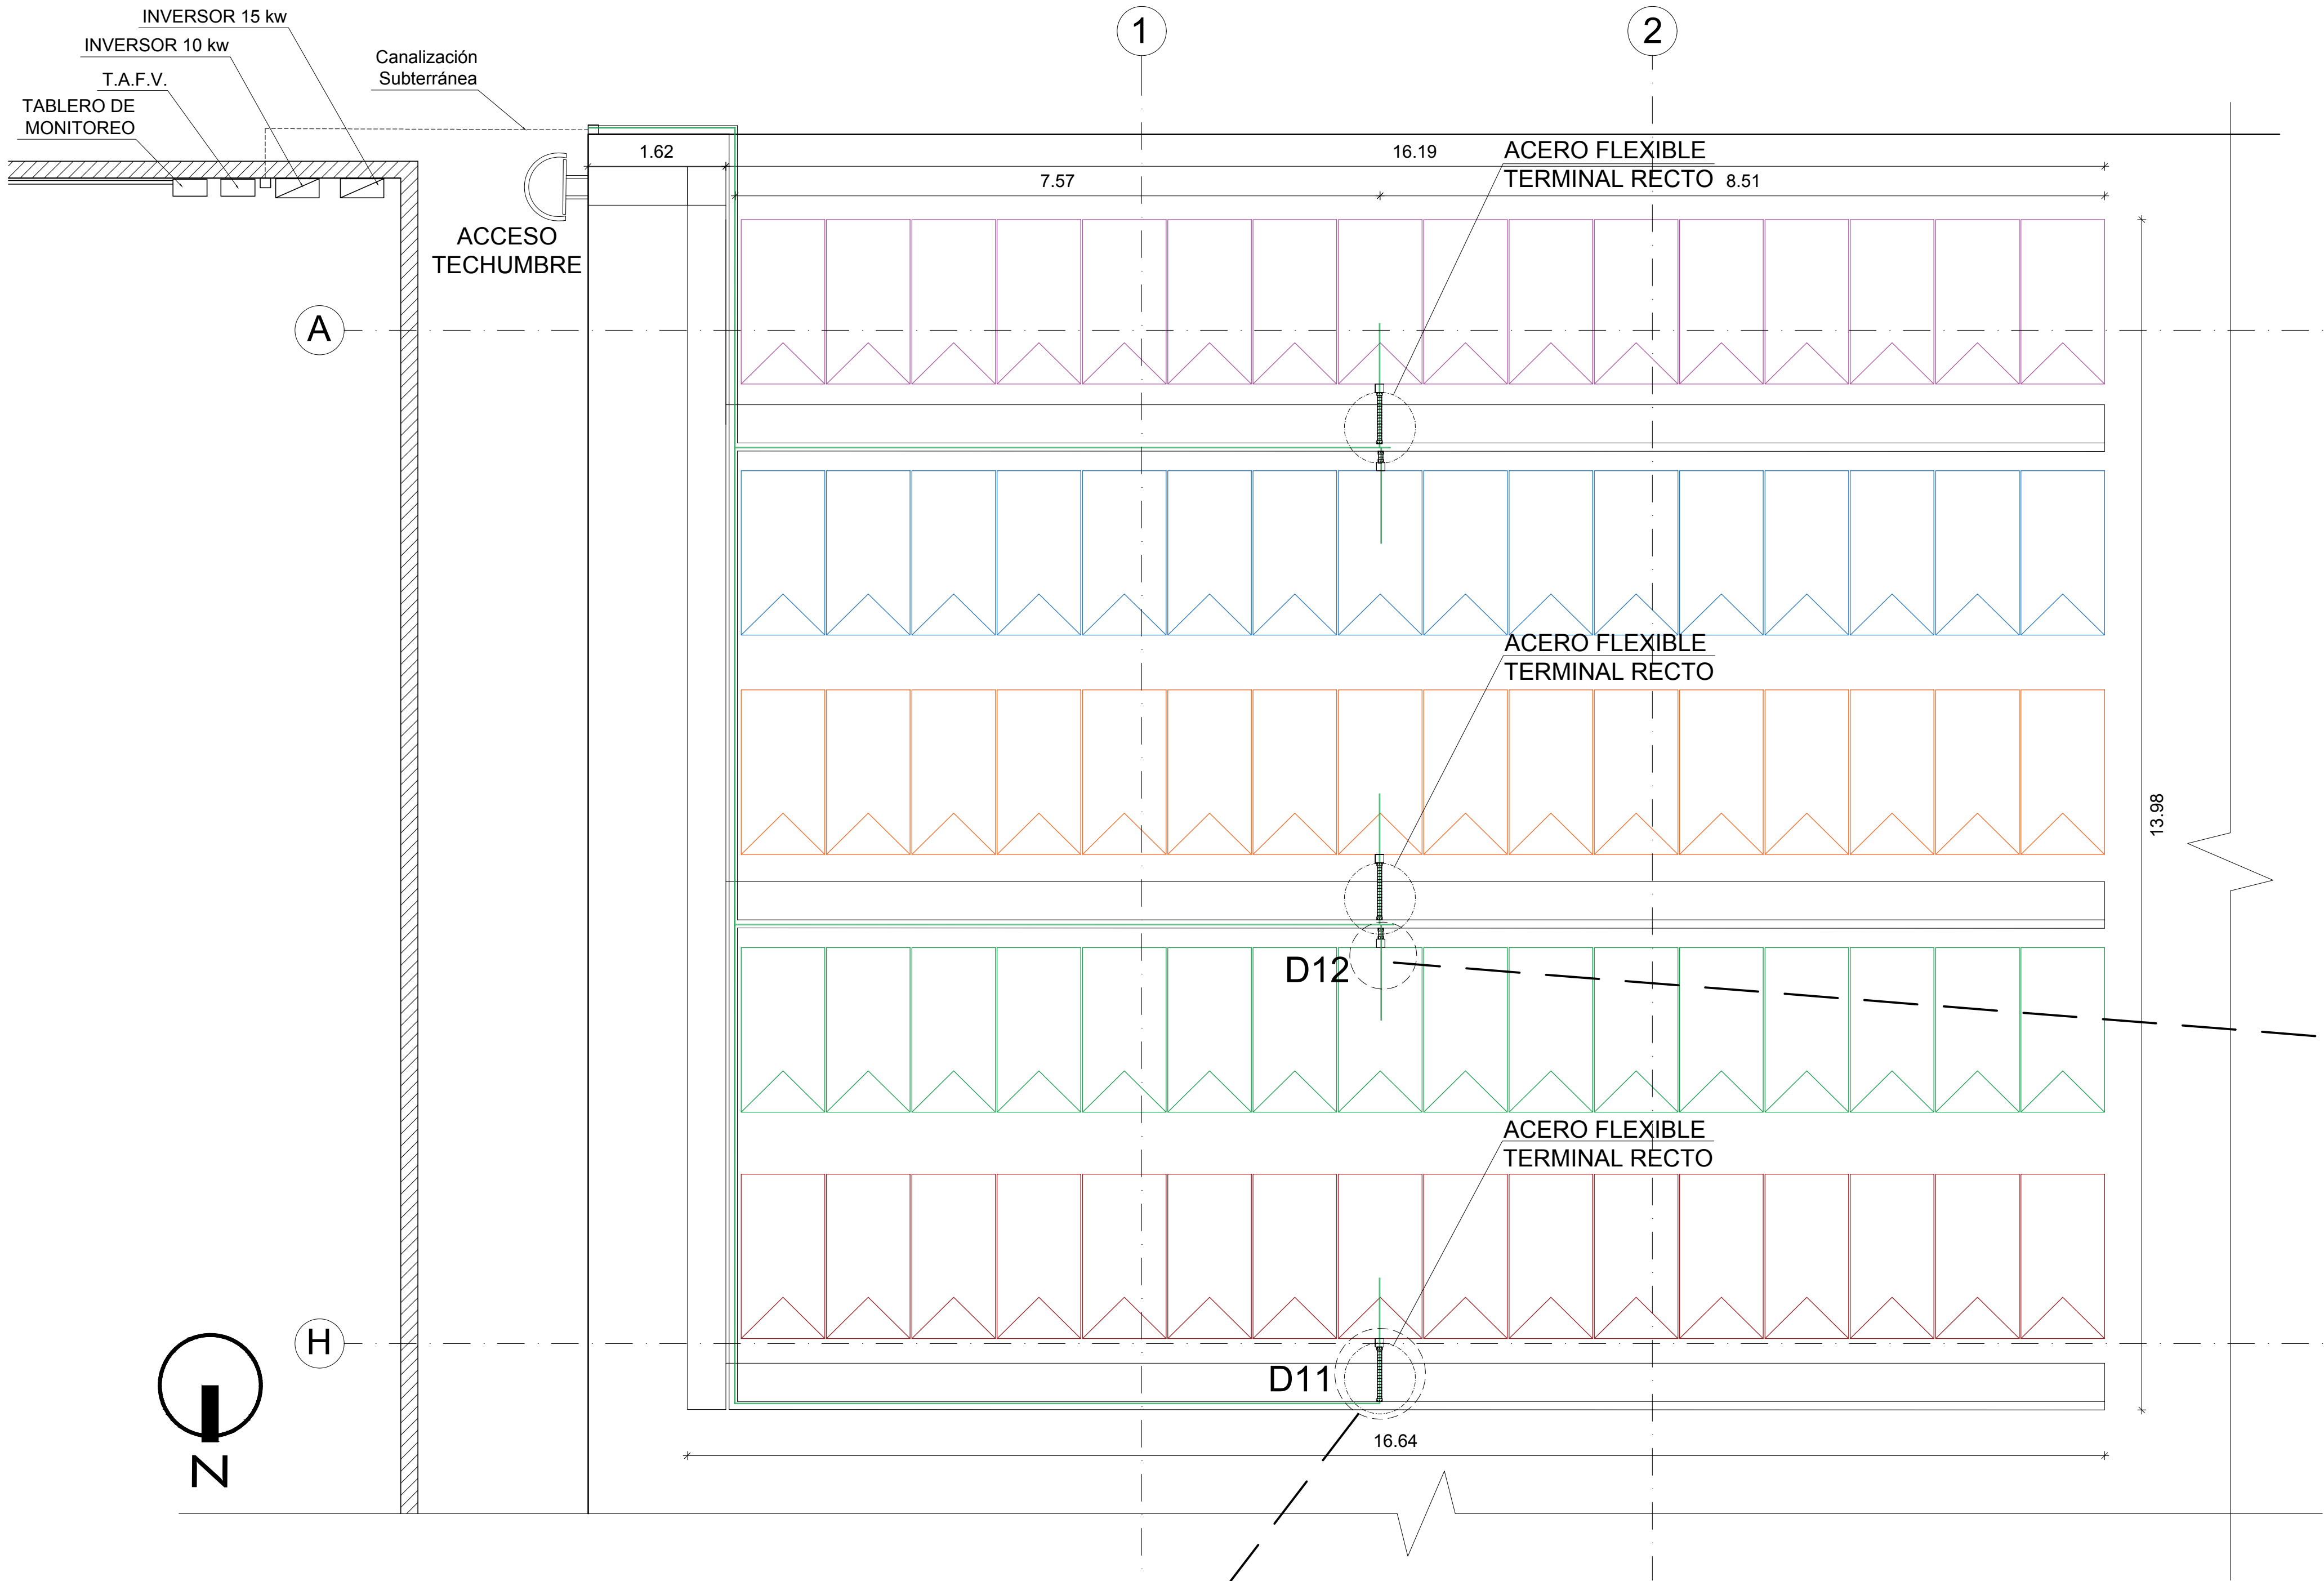 INVERSOR 15 kw
INVERSOR 10 kw
T.A.F.V.
TABLERO DE
MONITOREO
Canalización
Subterránea
1
2
1.62
16.19
ACERO FLEXIBLE
TERMINAL RECTO
7.57
8.51
ACCESO
TECHUMBRE
A
ACERO FLEXIBLE
TERMINAL RECTO
13.98
D12
ACERO FLEXIBLE
TERMINAL RECTO
H
D11
N
16.64